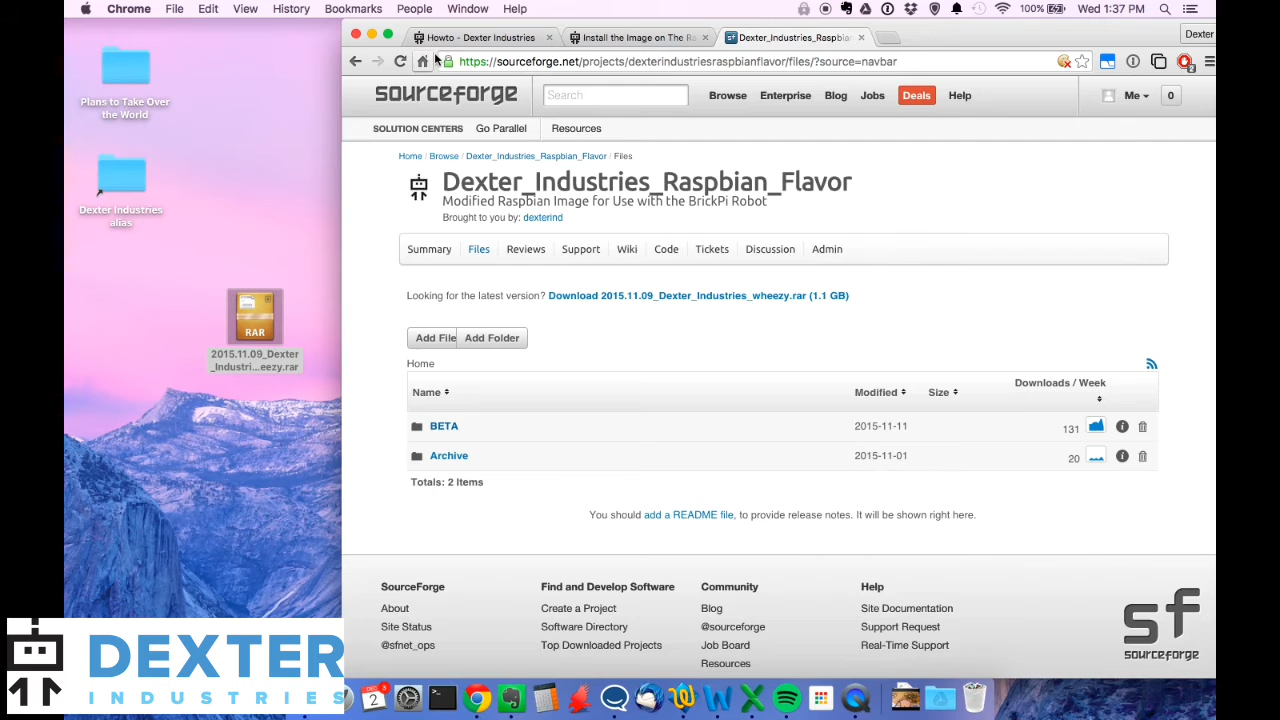 Chrome File Edit View History Bookmarks People Window Help 100% Wed 1:37 PM
Howto - Dexter Industries Install the Image on The Ra Dexter_Industries_Raspbian Dexter
https://sourceforge.net/projects/dexterindustriesraspbianflavor/files/?source=navbar
Plans to Take Over
the World
Dexter Industries
alias
RAR
2015.11.09_Dexter
_Industri...eezy.rar
sourceforge Search Browse Enterprise Blog Jobs Deals Help Me 0
SOLUTION CENTERS Go Parallel Resources
Home / Browse / Dexter_Industries_Raspbian_Flavor / Files
Dexter_Industries_Raspbian_Flavor
Modified Raspbian Image for Use with the BrickPi Robot
Brought to you by: dexterind
Summary Files Reviews Support Wiki Code Tickets Discussion Admin
Looking for the latest version? Download 2015.11.09_Dexter_Industries_wheezy.rar (1.1 GB)
Add File Add Folder
Home
Name Modified Size Downloads / Week
BETA 2015-11-11 131
Archive 2015-11-01 20
Totals: 2 Items
You should add a README file, to provide release notes. It will be shown right here.
SourceForge
About
Site Status
@sfnet_ops
Find and Develop Software
Create a Project
Software Directory
Top Downloaded Projects
Community
Blog
@sourceforge
Job Board
Resources
Help
Site Documentation
Support Request
Real-Time Support
sf
sourceforge
DEXTER
INDUSTRIES
DEC
2
3